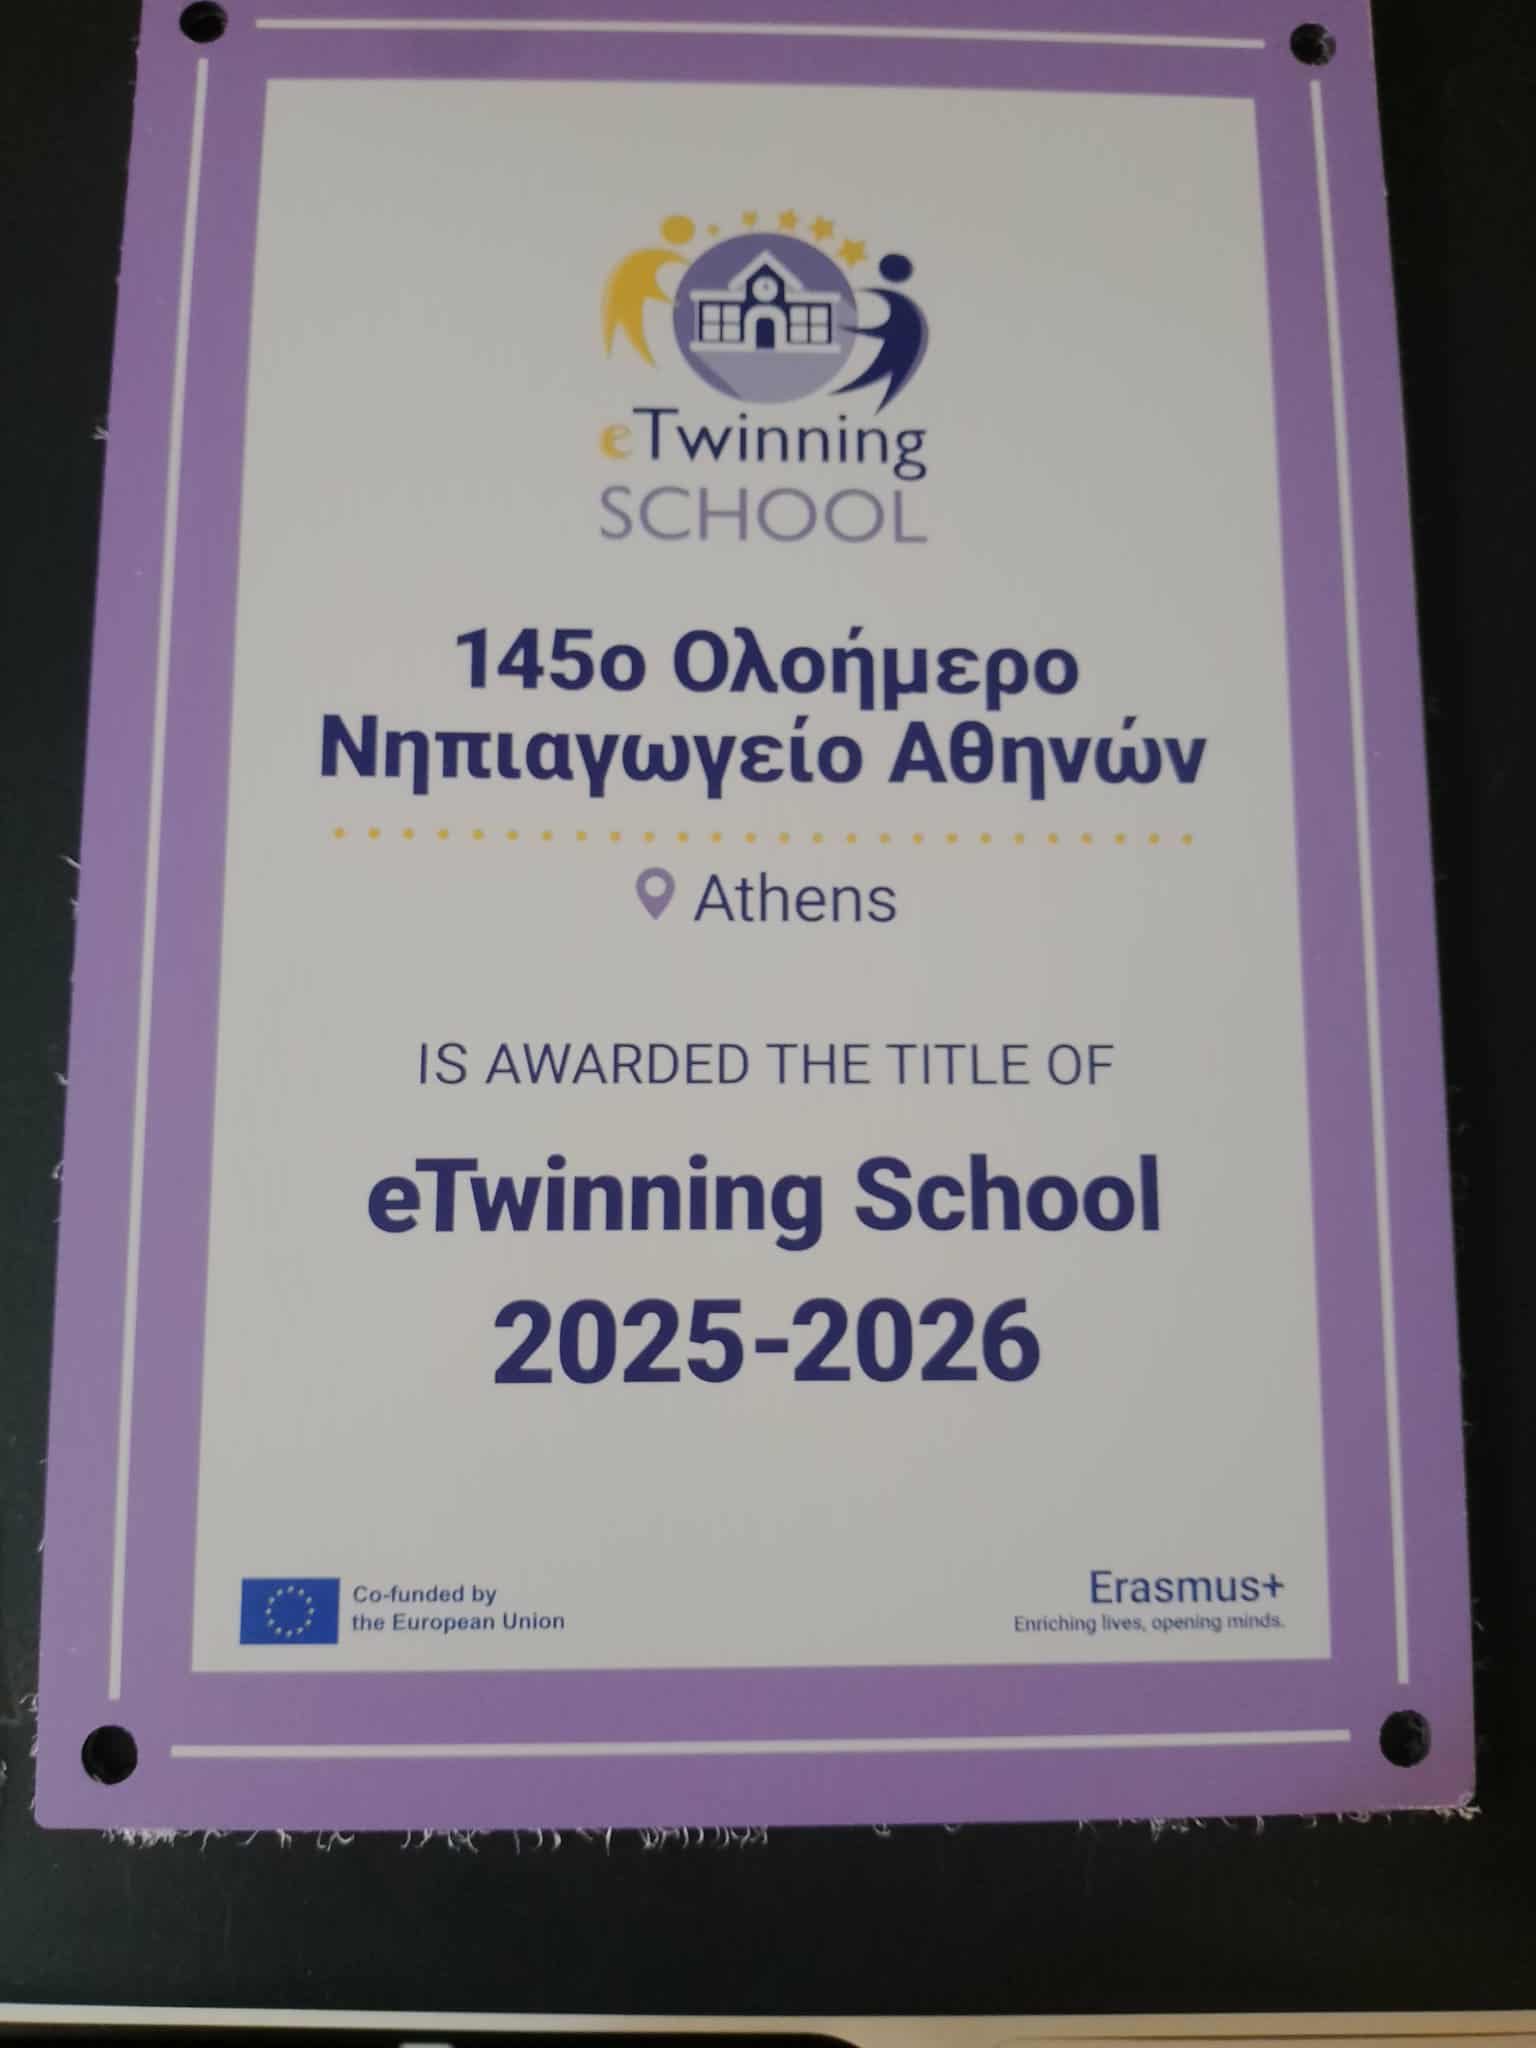 eTwinning
SCHOOL
145ο Ολοήμερο
Νηπιαγωγείο Αθηνών
Athens
IS AWARDED THE TITLE OF
eTwinning School
2025-2026
Co-funded by
the European Union
Erasmus+
Enriching lives, opening minds.